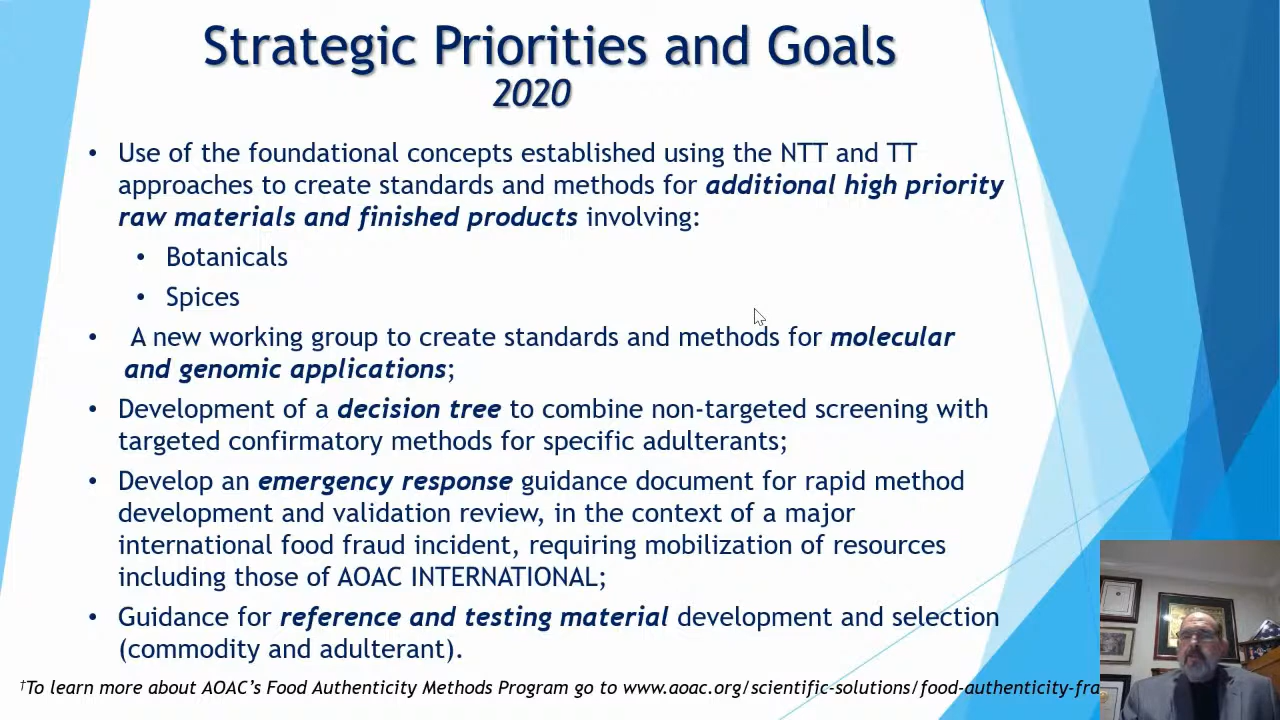 Strategic Priorities and Goals
2020
• Use of the foundational concepts established using the NTT and TT
approaches to create standards and methods for additional high priority
raw materials and finished products involving:
• Botanicals
• Spices
• A new working group to create standards and methods for molecular
and genomic applications;
• Development of a decision tree to combine non-targeted screening with
targeted confirmatory methods for specific adulterants;
• Develop an emergency response guidance document for rapid method
development and validation review, in the context of a major
international food fraud incident, requiring mobilization of resources
including those of AOAC INTERNATIONAL;
• Guidance for reference and testing material development and selection
(commodity and adulterant).
†To learn more about AOAC’s Food Authenticity Methods Program go to www.aoac.org/scientific-solutions/food-authenticity-fra